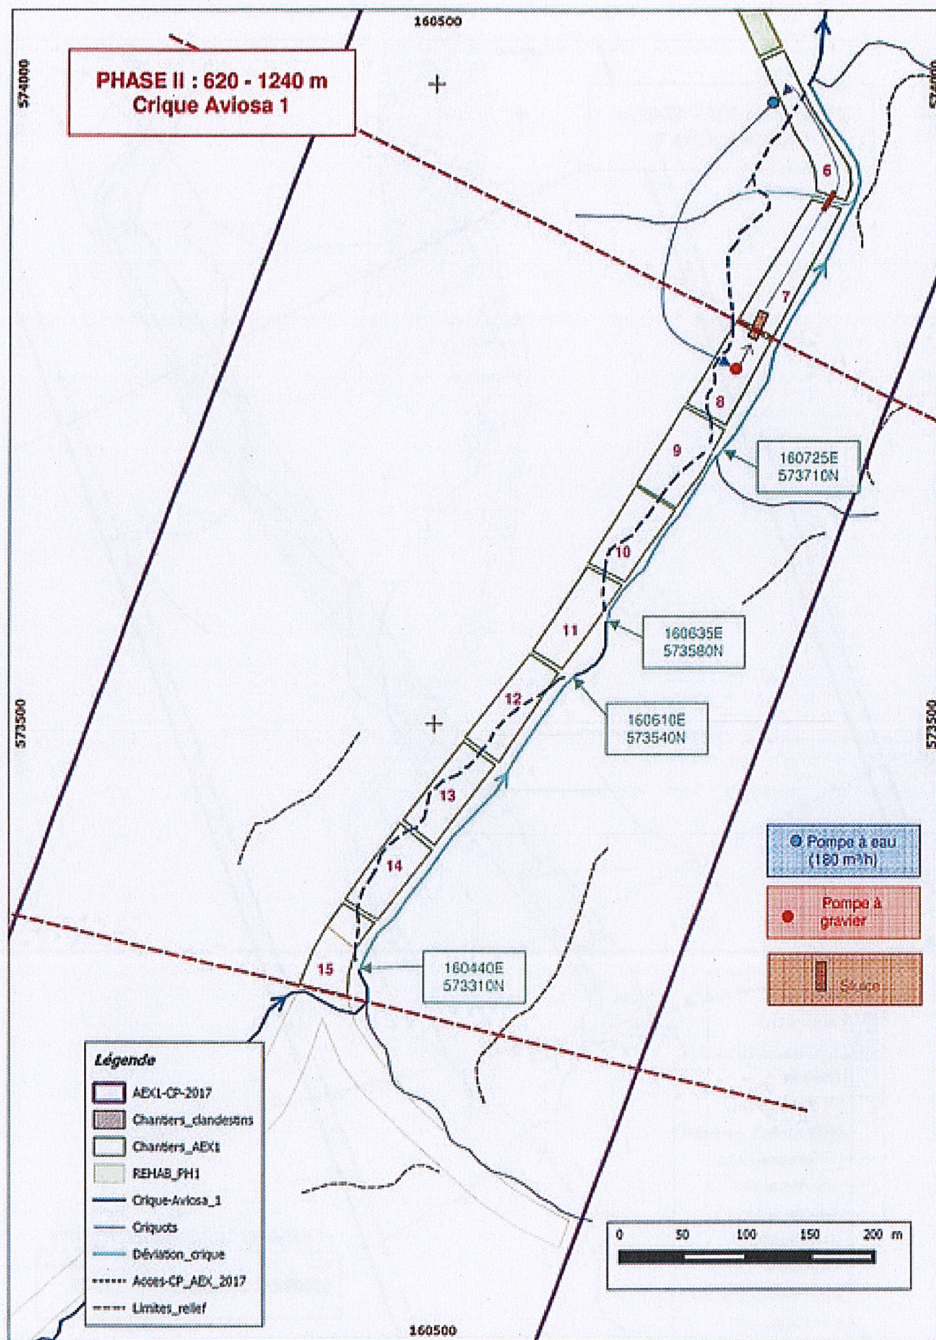 160500
574000
574000
PHASE II : 620 - 1240 m
Crique Aviosa 1
6
7
8
9
160725E
573710N
10
11
160635E
573580N
12
160610E
573540N
573500
573500
13
14
15
160440E
573310N
Pompe à eau
(180 m³/h)
Pompe à
gravier
Légende
AEX1-CP-2017
Chantiers_clandestins
Chantiers_AEX1
REHAB_PH1
Crique-Aviosa_1
Criquots
Déviation_crique
Acces-CP_AEX_2017
Limites_relief
0 50 100 150 200 m
160500